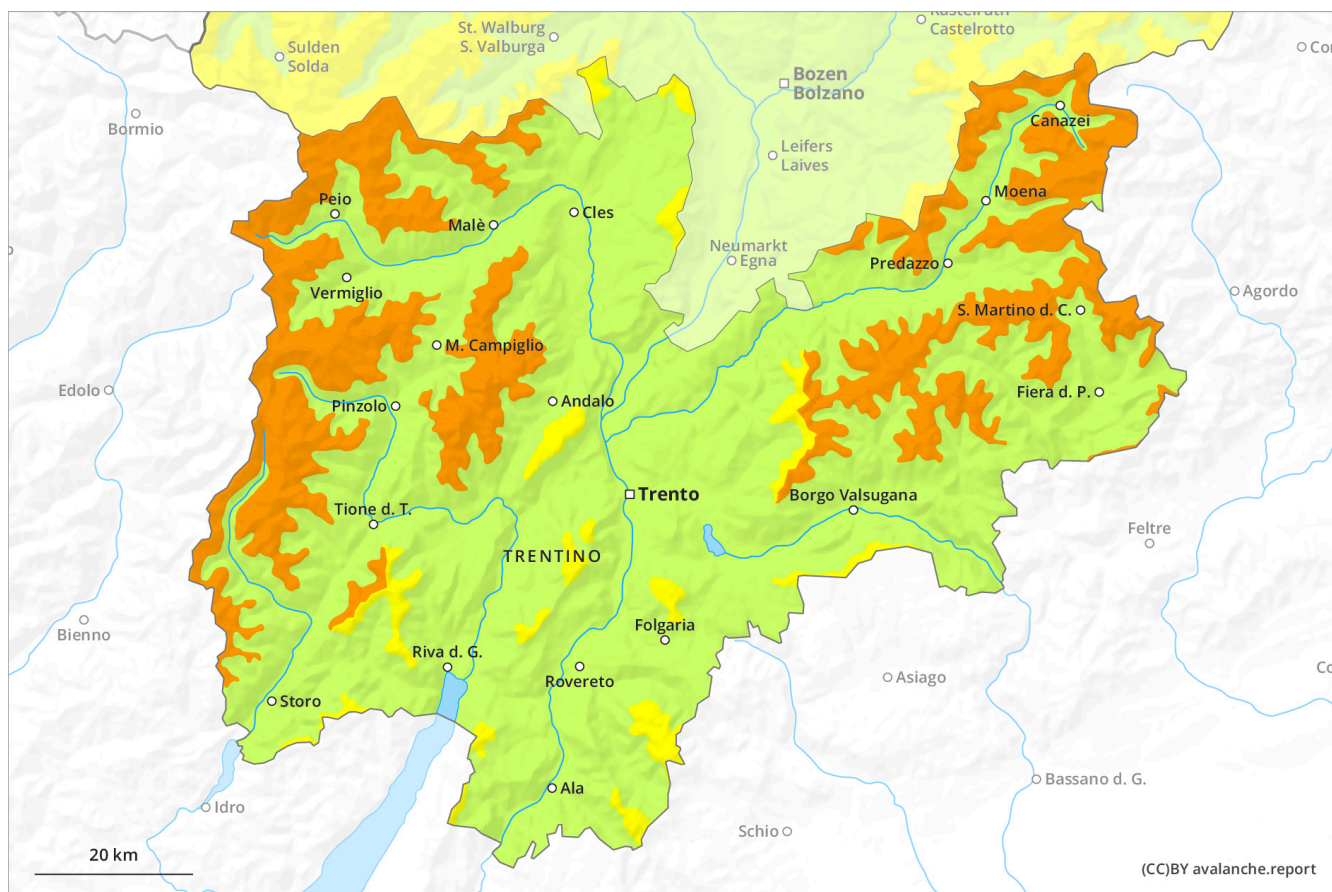 Kastelruth
Castelrotto
St. Walburg
S. Valburga
Sulden
Solda
Bozen
Bolzano
Bormio
Canazei
Leifers
Laives
Peio
Moena
Malè
Cles
Neumarkt
Egna
Predazzo
Vermiglio
Agordo
S. Martino d. C.
M. Campiglio
Edolo
Fiera d. P.
Andalo
Pinzolo
Trento
Borgo Valsugana
Tione d. T.
Feltre
TRENTINO
Bienno
Folgaria
Riva d. G.
Rovereto
Asiago
Storo
Bassano d. G.
Ala
Idro
Schio
20 km
(CC)BY avalanche.report